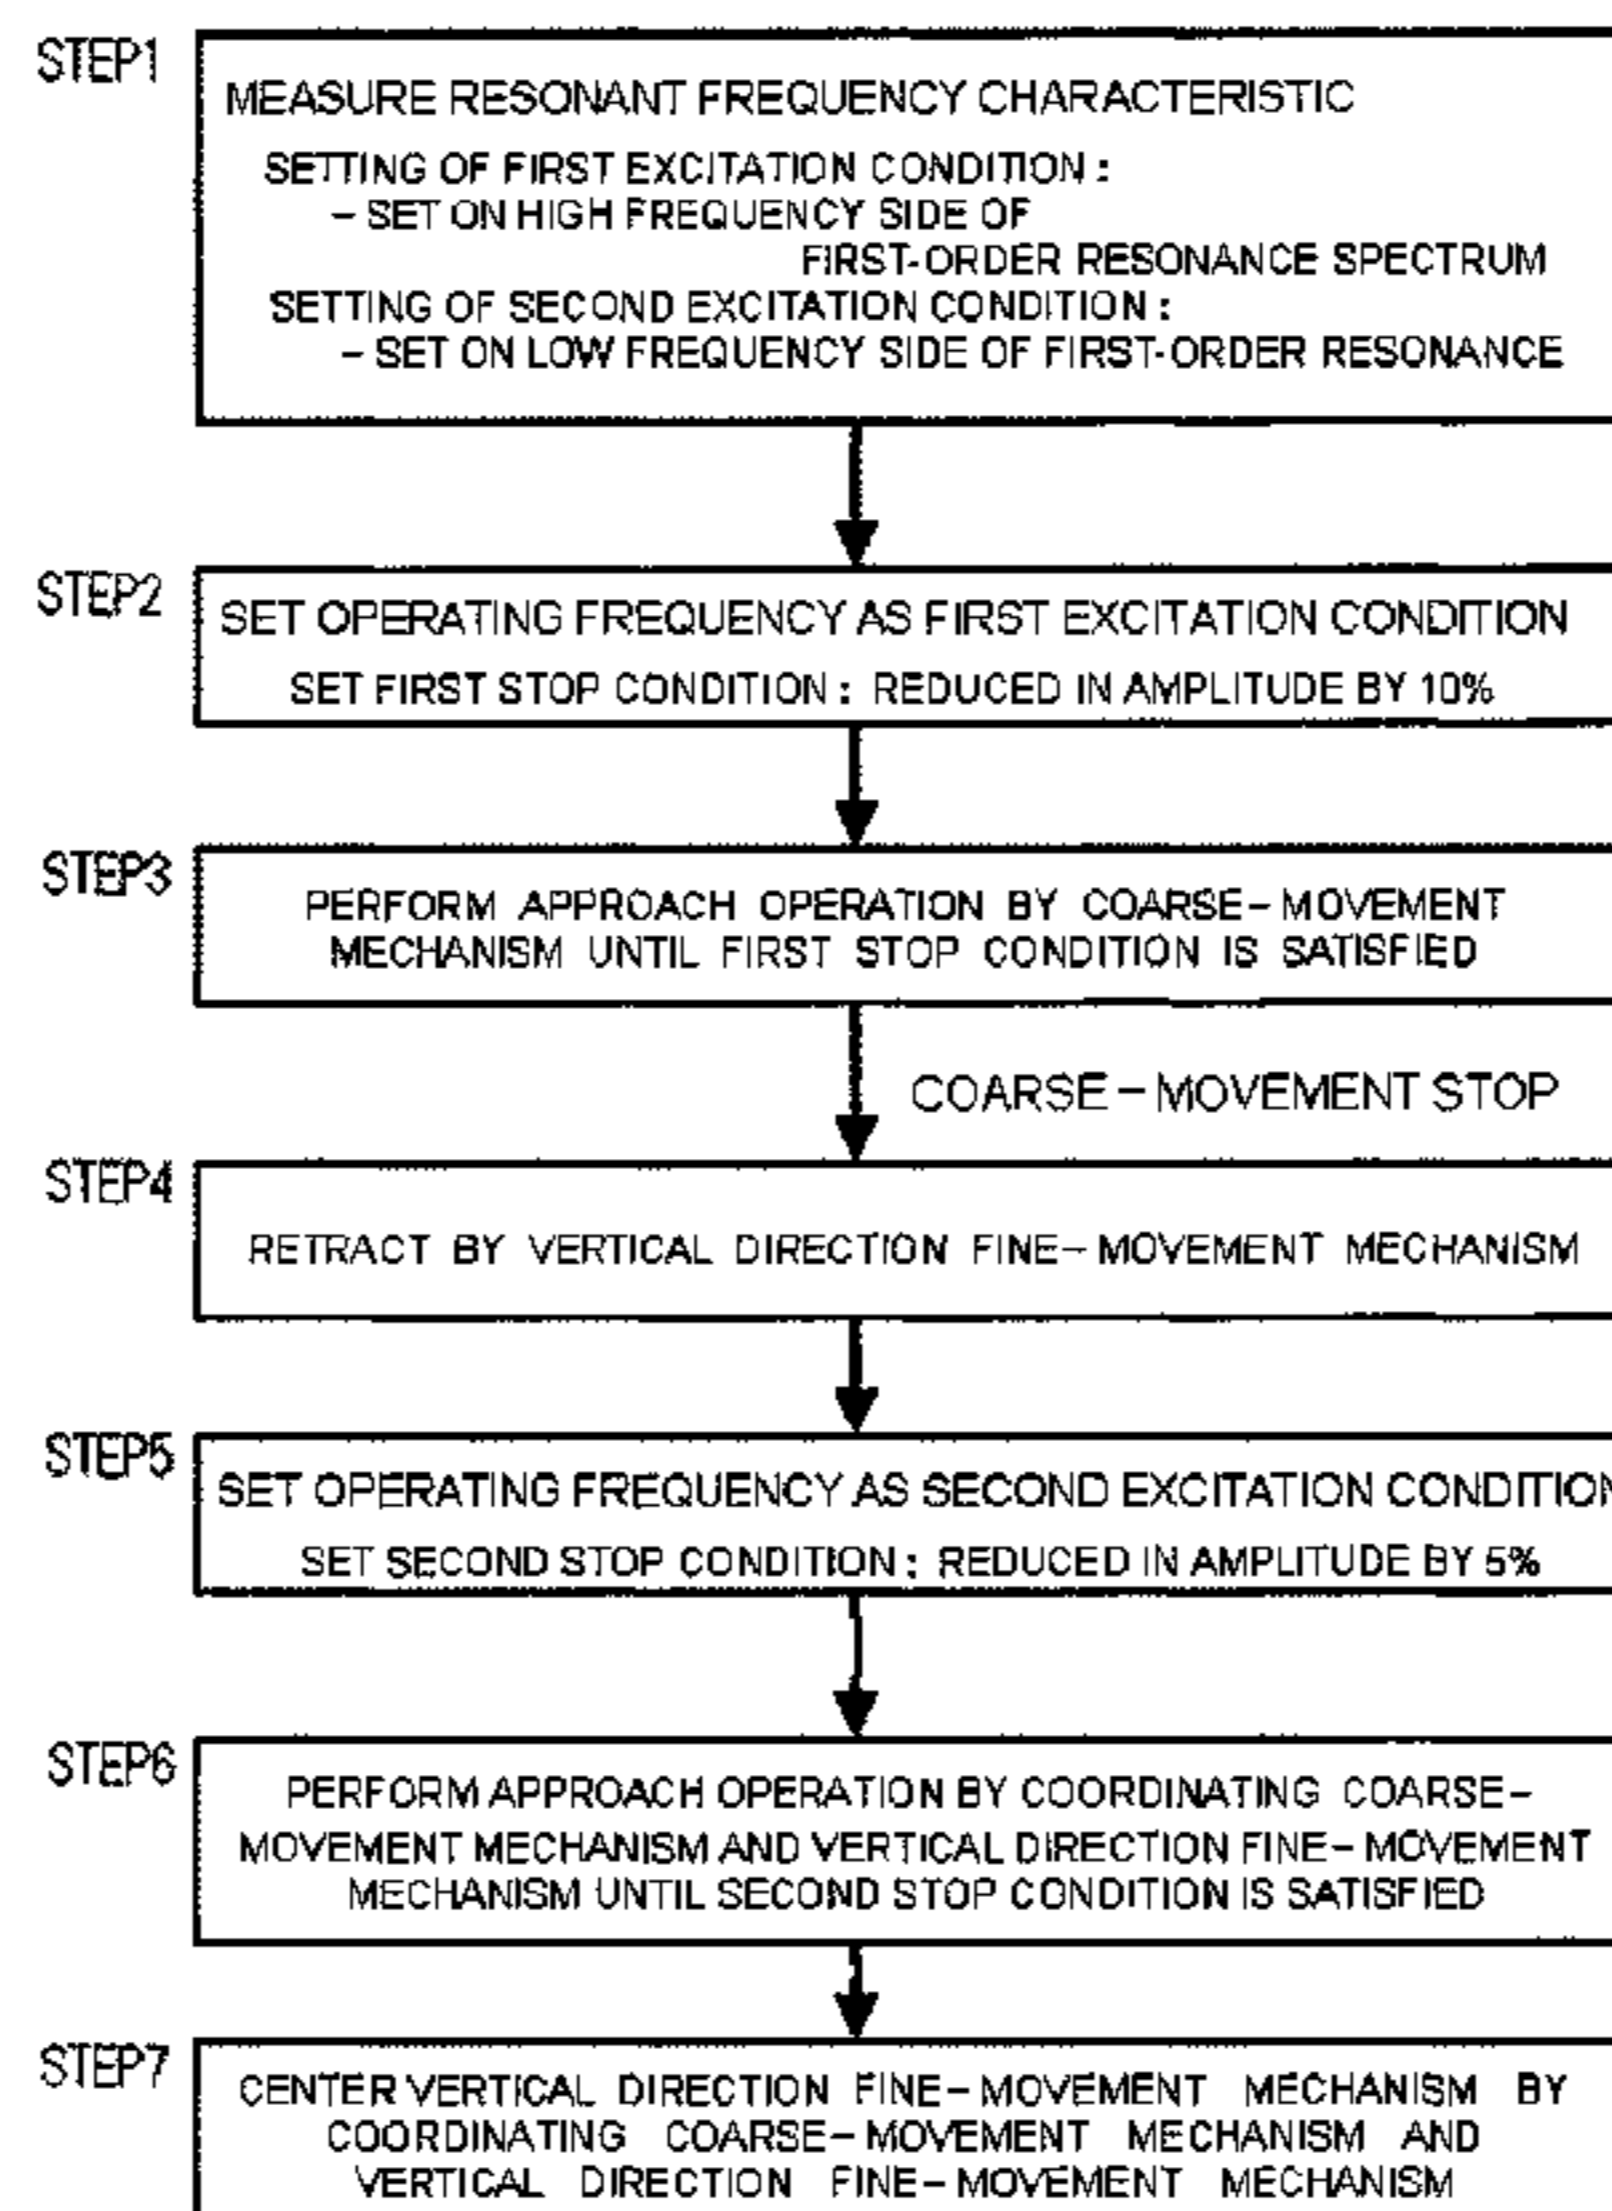 STEP1
MEASURE RESONANT FREQUENCY CHARACTERISTIC
SETTING OF FIRST EXCITATION CONDITION :
– SET ON HIGH FREQUENCY SIDE OF
FIRST-ORDER RESONANCE SPECTRUM
SETTING OF SECOND EXCITATION CONDITION :
– SET ON LOW FREQUENCY SIDE OF FIRST-ORDER RESONANCE
STEP2
SET OPERATING FREQUENCY AS FIRST EXCITATION CONDITION
SET FIRST STOP CONDITION : REDUCED IN AMPLITUDE BY 10%
STEP3
PERFORM APPROACH OPERATION BY COARSE–MOVEMENT
MECHANISM UNTIL FIRST STOP CONDITION IS SATISFIED
COARSE–MOVEMENT STOP
STEP4
RETRACT BY VERTICAL DIRECTION FINE–MOVEMENT MECHANISM
STEP5
SET OPERATING FREQUENCY AS SECOND EXCITATION CONDITION
SET SECOND STOP CONDITION : REDUCED IN AMPLITUDE BY 5%
STEP6
PERFORM APPROACH OPERATION BY COORDINATING COARSE–
MOVEMENT MECHANISM AND VERTICAL DIRECTION FINE–MOVEMENT
MECHANISM UNTIL SECOND STOP CONDITION IS SATISFIED
STEP7
CENTER VERTICAL DIRECTION FINE–MOVEMENT MECHANISM BY
COORDINATING COARSE–MOVEMENT MECHANISM AND
VERTICAL DIRECTION FINE–MOVEMENT MECHANISM